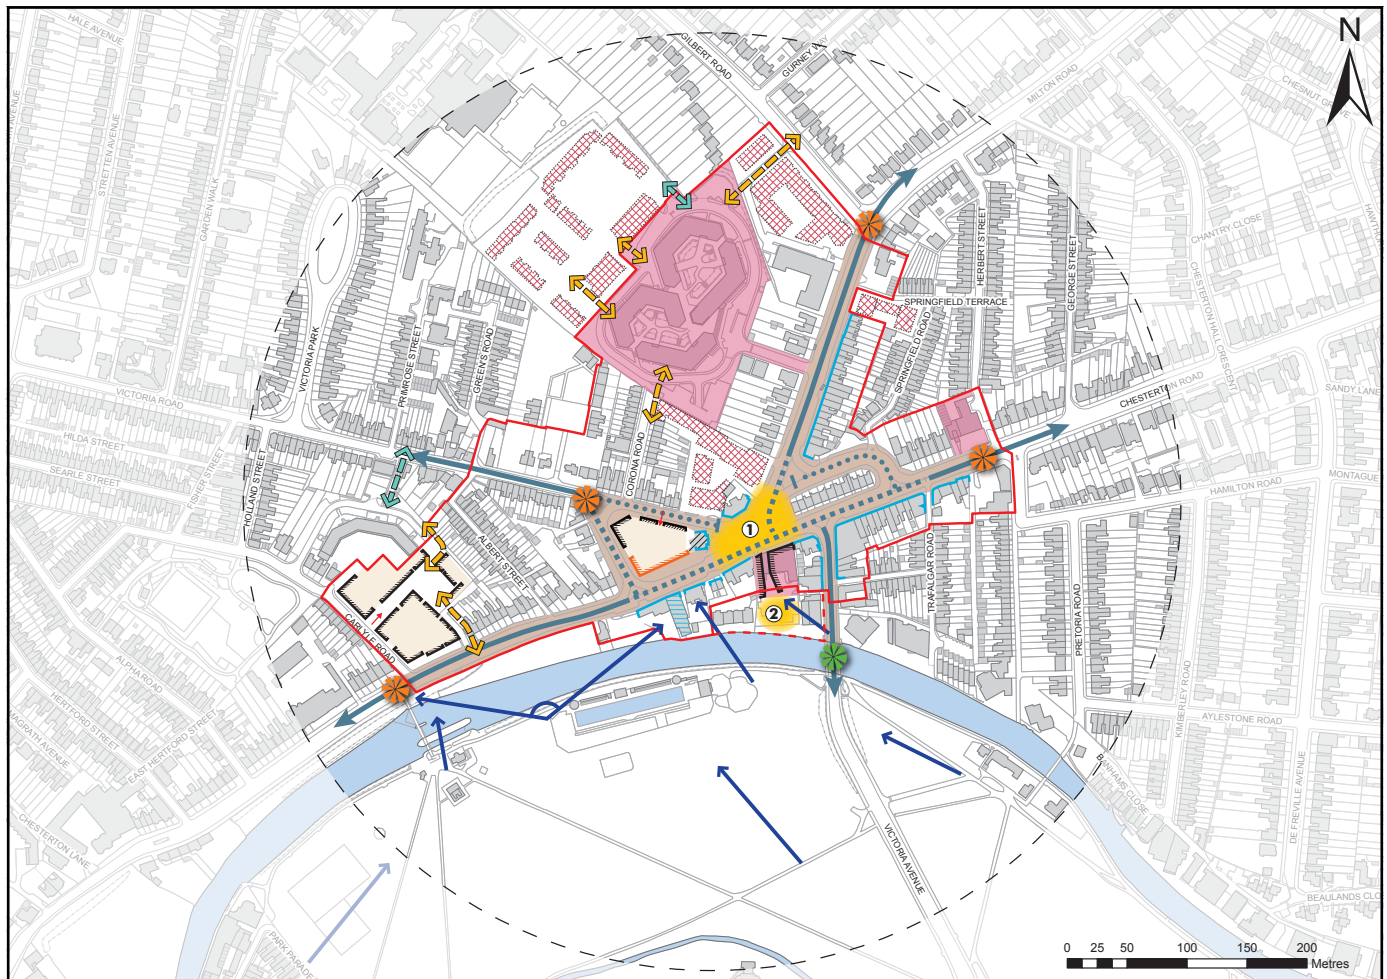 N
HALE AVENUE
GILBERT ROAD
GURNEY WAY
MILTON ROAD
STRETTEN AVENUE
GARDEN WALK
HERBERT STREET
GEORGE STREET
CHANTRY CLOSE
CHESTERTON HALL CRESCENT
SPRINGFIELD TERRACE
SPRINGFIELD ROAD
VICTORIA PARK
PRIMROSE STREET
GREEN'S ROAD
VICTORIA ROAD
CHESTERTON ROAD
SANDY LANE
HILDA STREET
SEARLE STREET
FISHER STREET
HOLLAND STREET
CORONA ROAD
MONTAGUE
HAMILTON ROAD
1
ALBERT STREET
TRAFALGAR ROAD
PRETORIA ROAD
2
CARLYLE ROAD
ALPHA ROAD
HERTFORD STREET
MAGRATH AVENUE
EAST HERTFORD STREET
KIMBERLEY ROAD
AYLESTONE ROAD
BANHAMS CLOSE
DE FREVILLE AVENUE
CHESTERTON LANE
VICTORIA AVENUE
BEAULANDS CLO
PARK PARADE
0 25 50 100 150 200
Metres